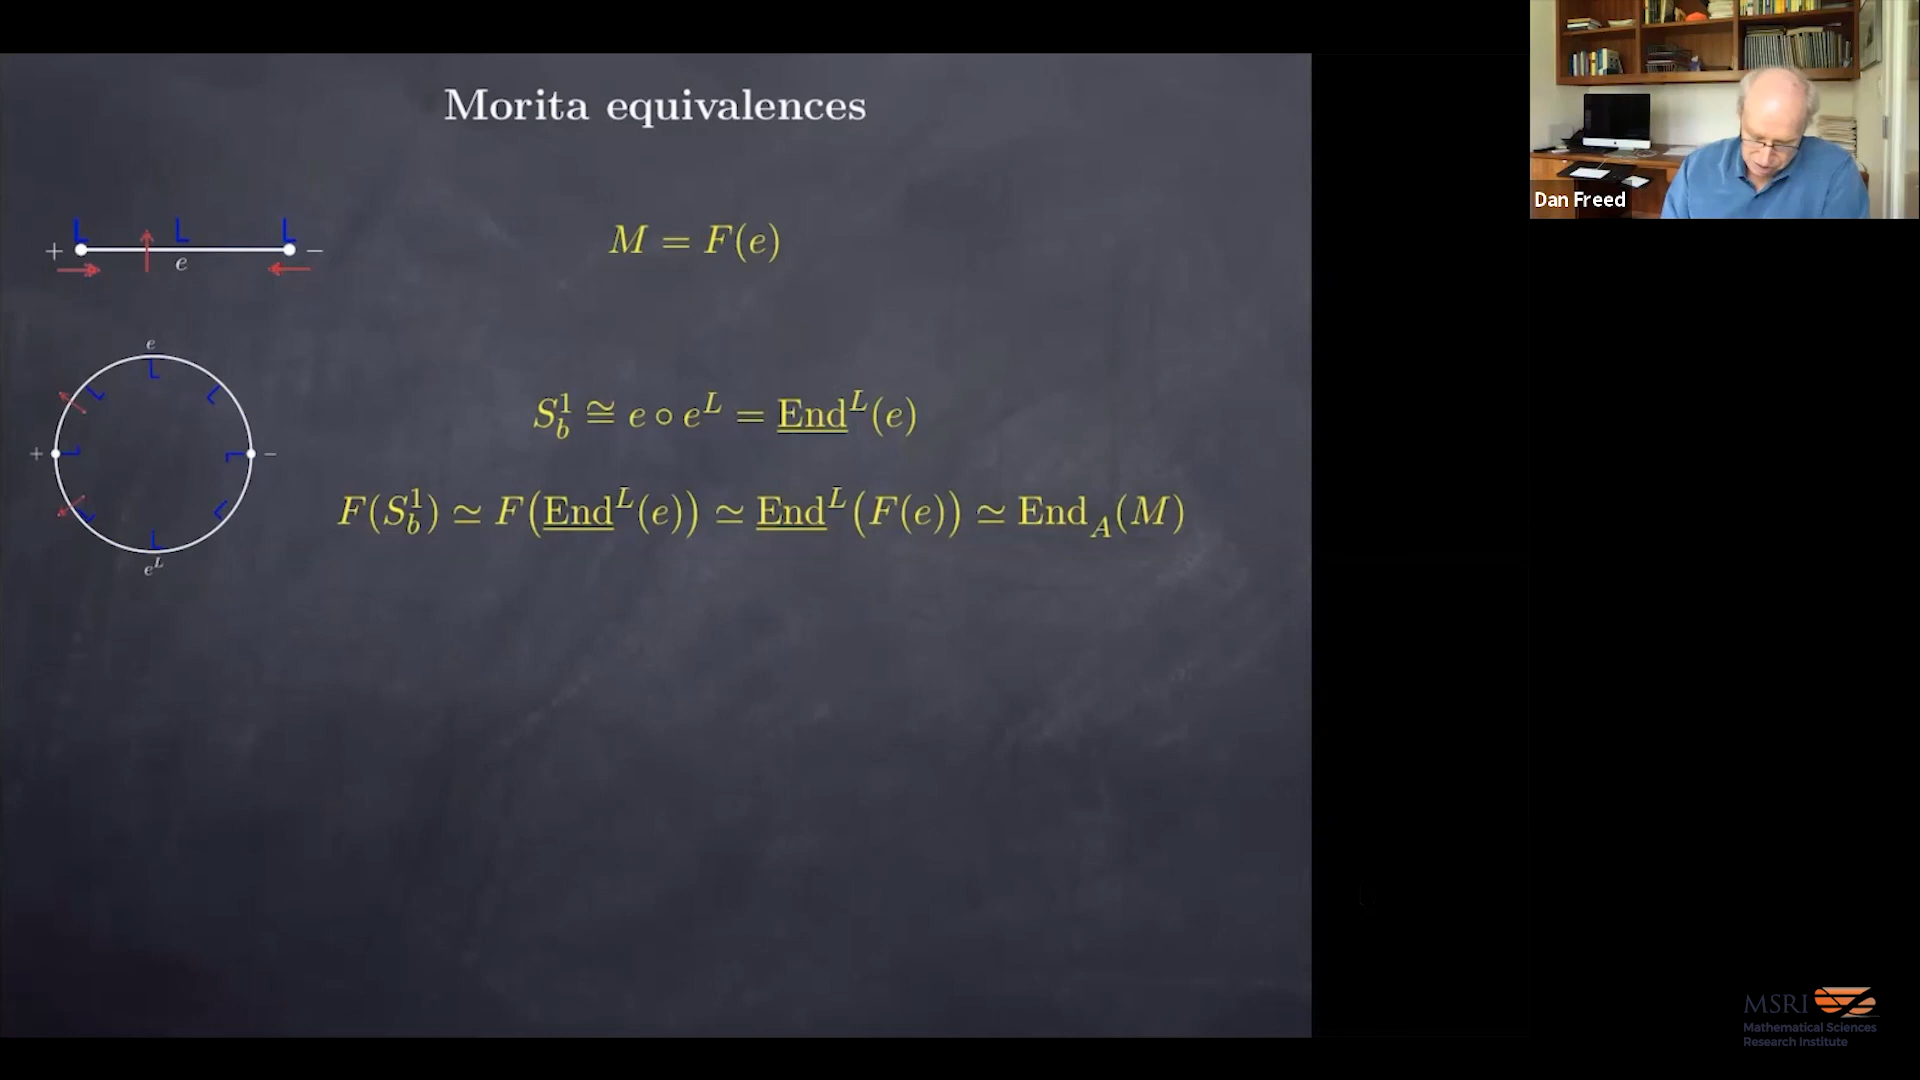 Morita equivalences
L L L
+ e −
M = F(e)
e
+ −
e^L
S^1_b ≅ e ∘ e^L = End^L(e)
F(S^1_b) ≃ F(End^L(e)) ≃ End^L(F(e)) ≃ End_A(M)
Dan Freed
MSRI
Mathematical Sciences
Research Institute